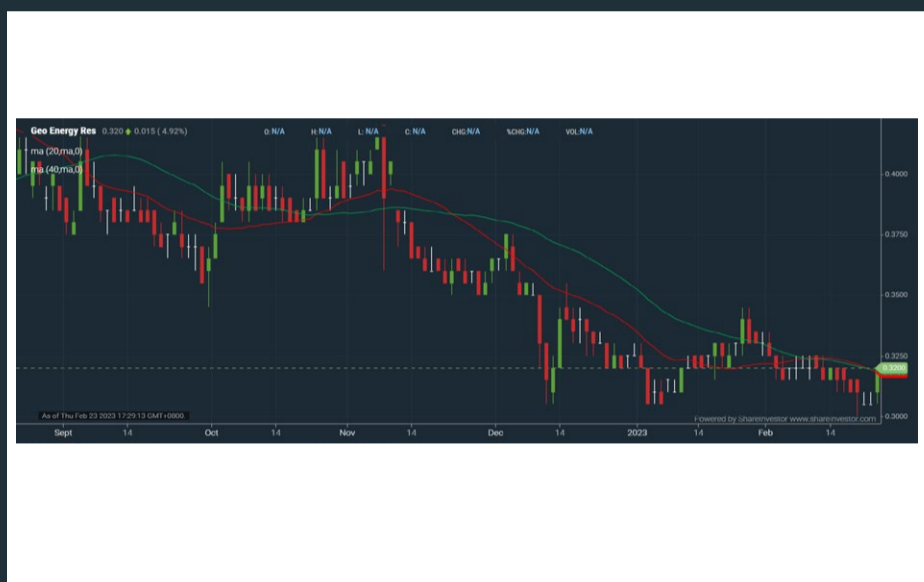 Geo Energy Res 0.320 0.015 ( 4.92%) O: N/A H: N/A L: N/A C: N/A CHG:N/A %CHG:N/A VOL:N/A
ma (20,ma,0)
ma (40,ma,0)
0.4000
0.3750
0.3500
0.3250
0.3200
0.3000
As of Thu Feb 23 2023 17:29:13 GMT+0800.
Powered by ShareInvestor www.shareinvestor.com
Sept 14 Oct 14 Nov 14 Dec 14 2023 14 Feb 14